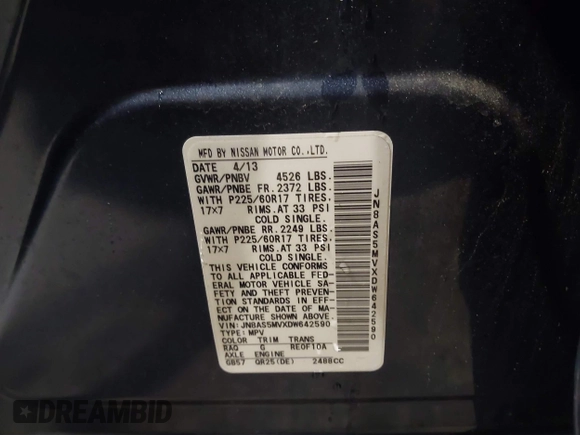 MFD BY NISSAN MOTOR CO.,LTD.
DATE 4/13
GVWR/PNBV 4526 LBS.
GAWR/PNBE FR. 2372 LBS.
WITH P225/60R17 TIRES.
17×7 RIMS.AT 33 PSI
COLD SINGLE.
GAWR/PNBE RR. 2249 LBS.
WITH P225/60R17 TIRES.
17×7 RIMS.AT 33 PSI
COLD SINGLE.
THIS VEHICLE CONFORMS
TO ALL APPLICABLE FED-
ERAL MOTOR VEHICLE SA-
FETY AND THEFT PREVEN-
TION STANDARDS IN EFF-
ECT ON THE DATE OF MA-
NUFACTURE SHOWN ABOVE.
VIN:JN8AS5MVXDW642590
TYPE:MPV
COLOR TRIM TRANS
RAQ G RE0F10A
AXLE ENGINE
GB57 QR25(DE) 2488CC
JN8AS5MVXDW642590
DREAMBID